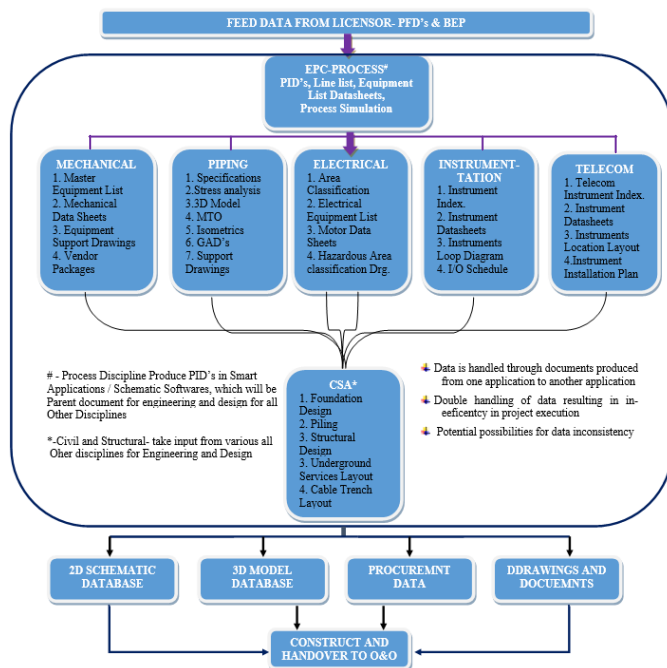 FEED DATA FROM LICENSOR- PFD's & BEP
EPC-PROCESS#
PID's, Line list, Equipment
List Datasheets,
Process Simulation
MECHANICAL
1. Master
Equipment List
2. Mechanical
Data Sheets
3. Equipment
Support Drawings
4. Vendor
Packages
PIPING
1. Specifications
2.Stress analysis
3.3D Model
4. MTO
5. Isometrics
6. GAD's
7. Support
Drawings
ELECTRICAL
1. Area
Classification
2. Electrical
Equipment List
3. Motor Data
Sheets
4. Hazardous Area
classification Drg.
INSTRUMENT-
TATION
1. Instrument
Index.
2. Instrument
Datasheets
3. Instruments
Loop Diagram
4. I/O Schedule
TELECOM
1. Telecom
Instrument Index.
2. Instrument
Datasheets
3. Instruments
Location Layout
4.Instrument
Installation Plan
# - Process Discipline Produce PID's in Smart
Applications / Schematic Softwares, which will be
Parent document for engineering and design for all
Other Disciplines
*-Civil and Structural- take input from various all
Oher disciplines for Engineering and Design
CSA*
1. Foundation
Design
2. Piling
3. Structural
Design
3. Underground
Services Layout
4. Cable Trench
Layout
Data is handled through documents produced
from one application to another application
Double handling of data resulting in in-
eeficentcy in project execution
Potential possibilities for data inconsistency
2D SCHEMATIC
DATABASE
3D MODEL
DATABASE
PROCUREMNT
DATA
DDRAWINGS AND
DOCUEMNTS
CONSTRUCT AND
HANDOVER TO O&O